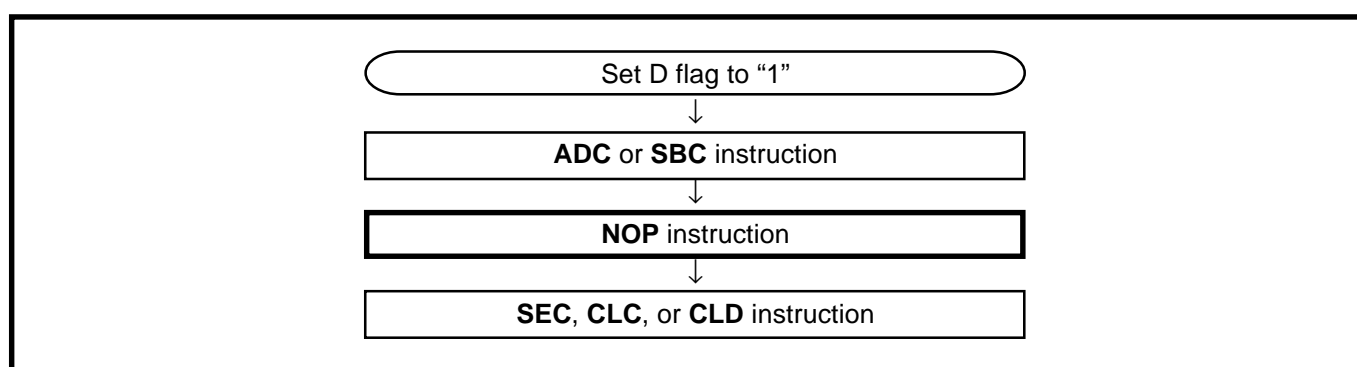 Set D flag to “1”
↓
ADC or SBC instruction
↓
NOP instruction
↓
SEC, CLC, or CLD instruction